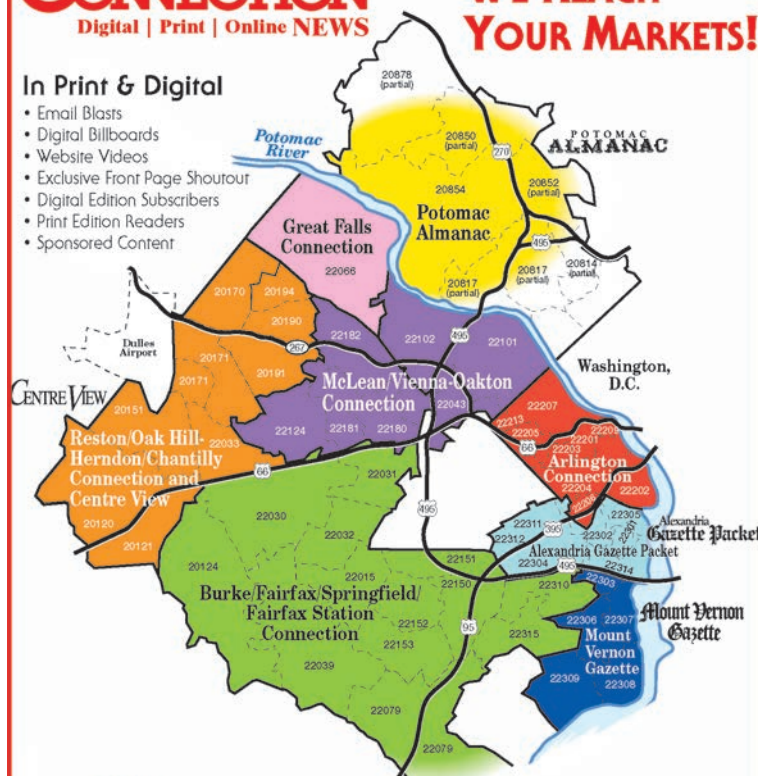 CONNECTION
Digital | Print | Online NEWS
WE REACH
YOUR MARKETS!
In Print & Digital
• Email Blasts
• Digital Billboards
• Website Videos
• Exclusive Front Page Shoutout
• Digital Edition Subscribers
• Print Edition Readers
• Sponsored Content
Potomac
River
20878
(partial)
20850
(partial)
270
POTOMAC
ALMANAC
20854
20852
(partial)
Potomac
Almanac
495
20814
(partial)
20817
(partial)
20817
(partial)
Great Falls
Connection
22066
20170
20194
20190
Dulles
Airport
267
22182
22102
495
22101
20171
20171
20191
McLean/Vienna-Oakton
Connection
22043
22124
22181
22180
Washington,
D.C.
CENTRE VIEW
20151
22033
Reston/Oak Hill-
Herndon/Chantilly
Connection and
Centre View
66
20120
20121
22207
22213
22205
22201
22203
66
Arlington
Connection
22204
22206
22202
22031
495
22030
22032
20124
22015
22151
22150
22311
22312
395
22302
22305
22301
Alexandria
Gazette Packet
Alexandria Gazette Packet
22304
495
22314
Burke/Fairfax/Springfield/
Fairfax Station
Connection
22152
22153
22039
95
22310
22315
22303
22306
22307
Mount
Vernon
Gazette
22309
22308
Mount Vernon
Gazette
22079
22079